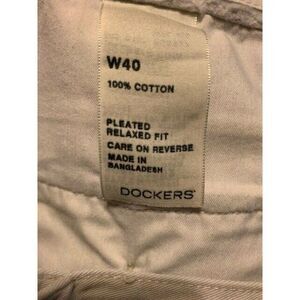 W40
100% COTTON
PLEATED
RELAXED FIT
CARE ON REVERSE
MADE IN
BANGLADESH
DOCKERS